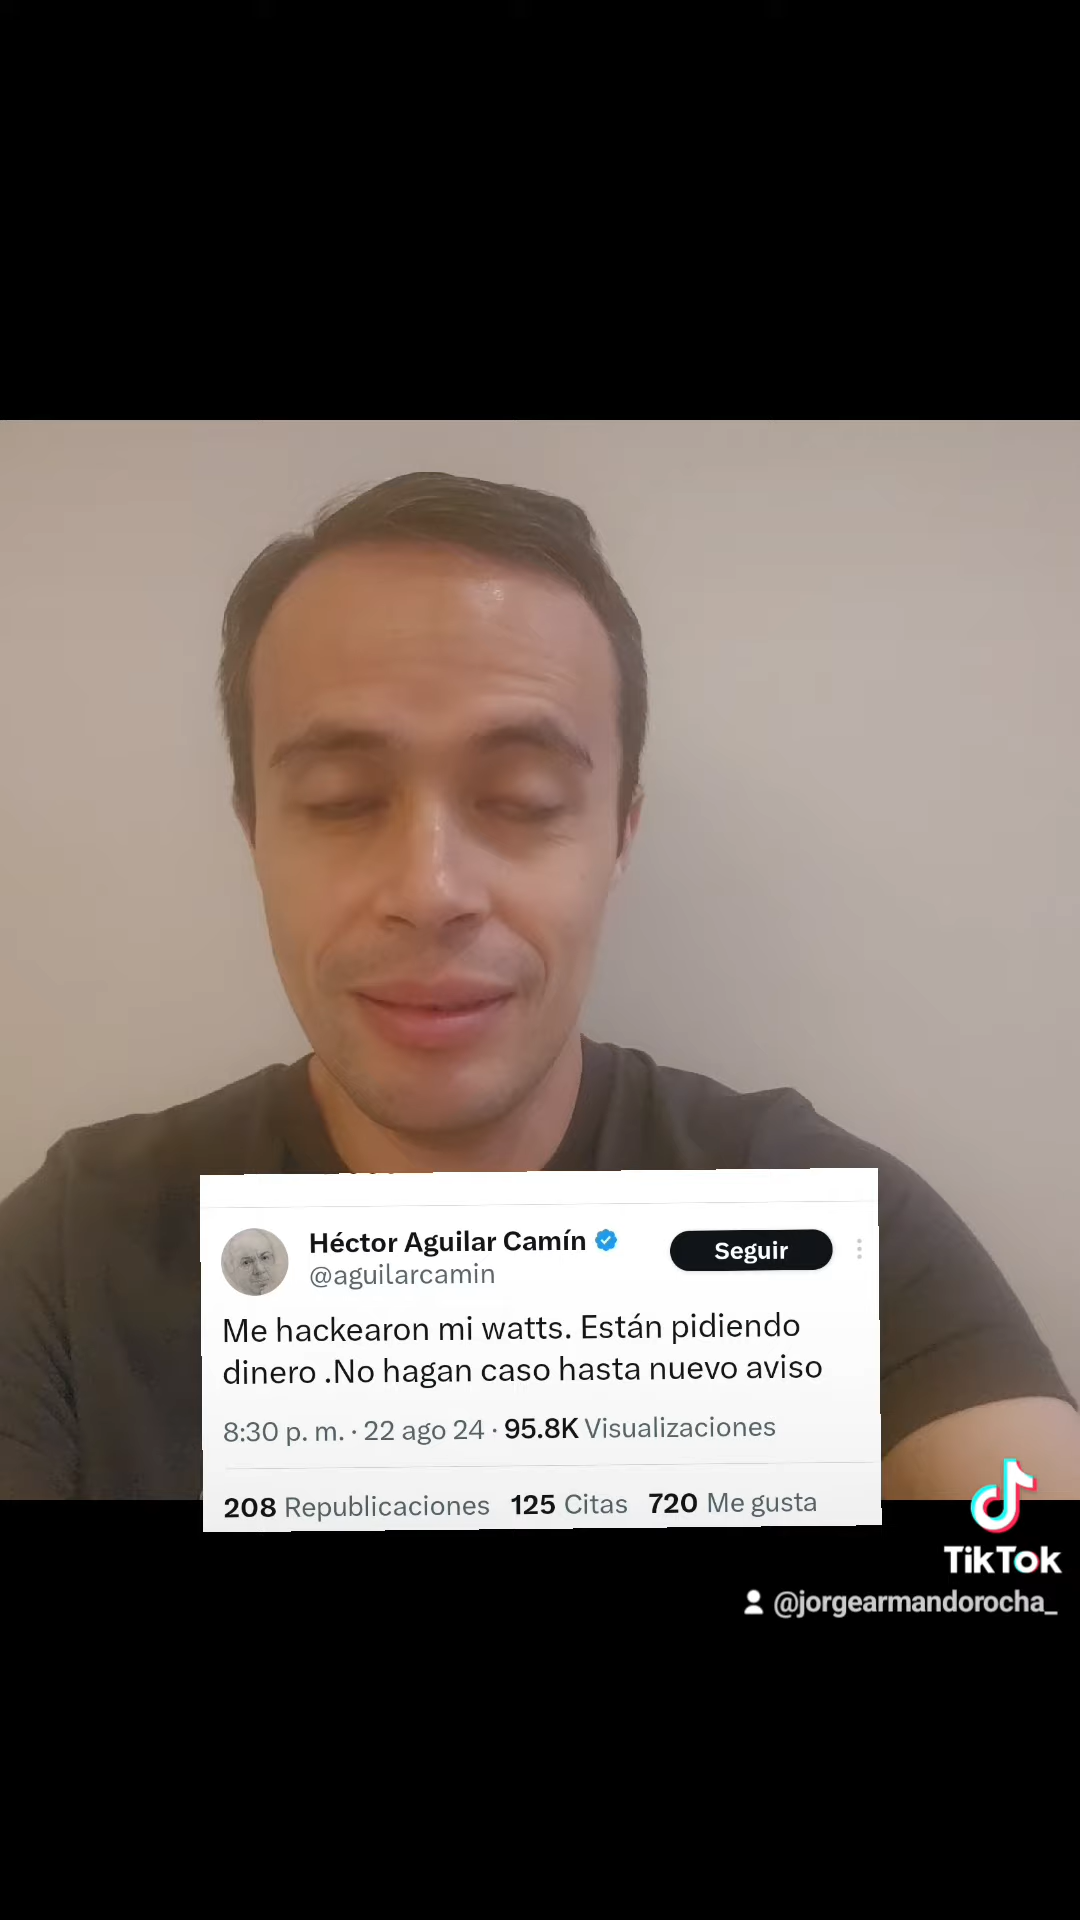 Héctor Aguilar Camín
Seguir
@aguilarcamin
Me hackearon mi watts. Están pidiendo
dinero .No hagan caso hasta nuevo aviso
8:30 p. m. · 22 ago 24 · 95.8K Visualizaciones
208 Republicaciones 125 Citas 720 Me gusta
TikTok
@jorgearmandorocha_